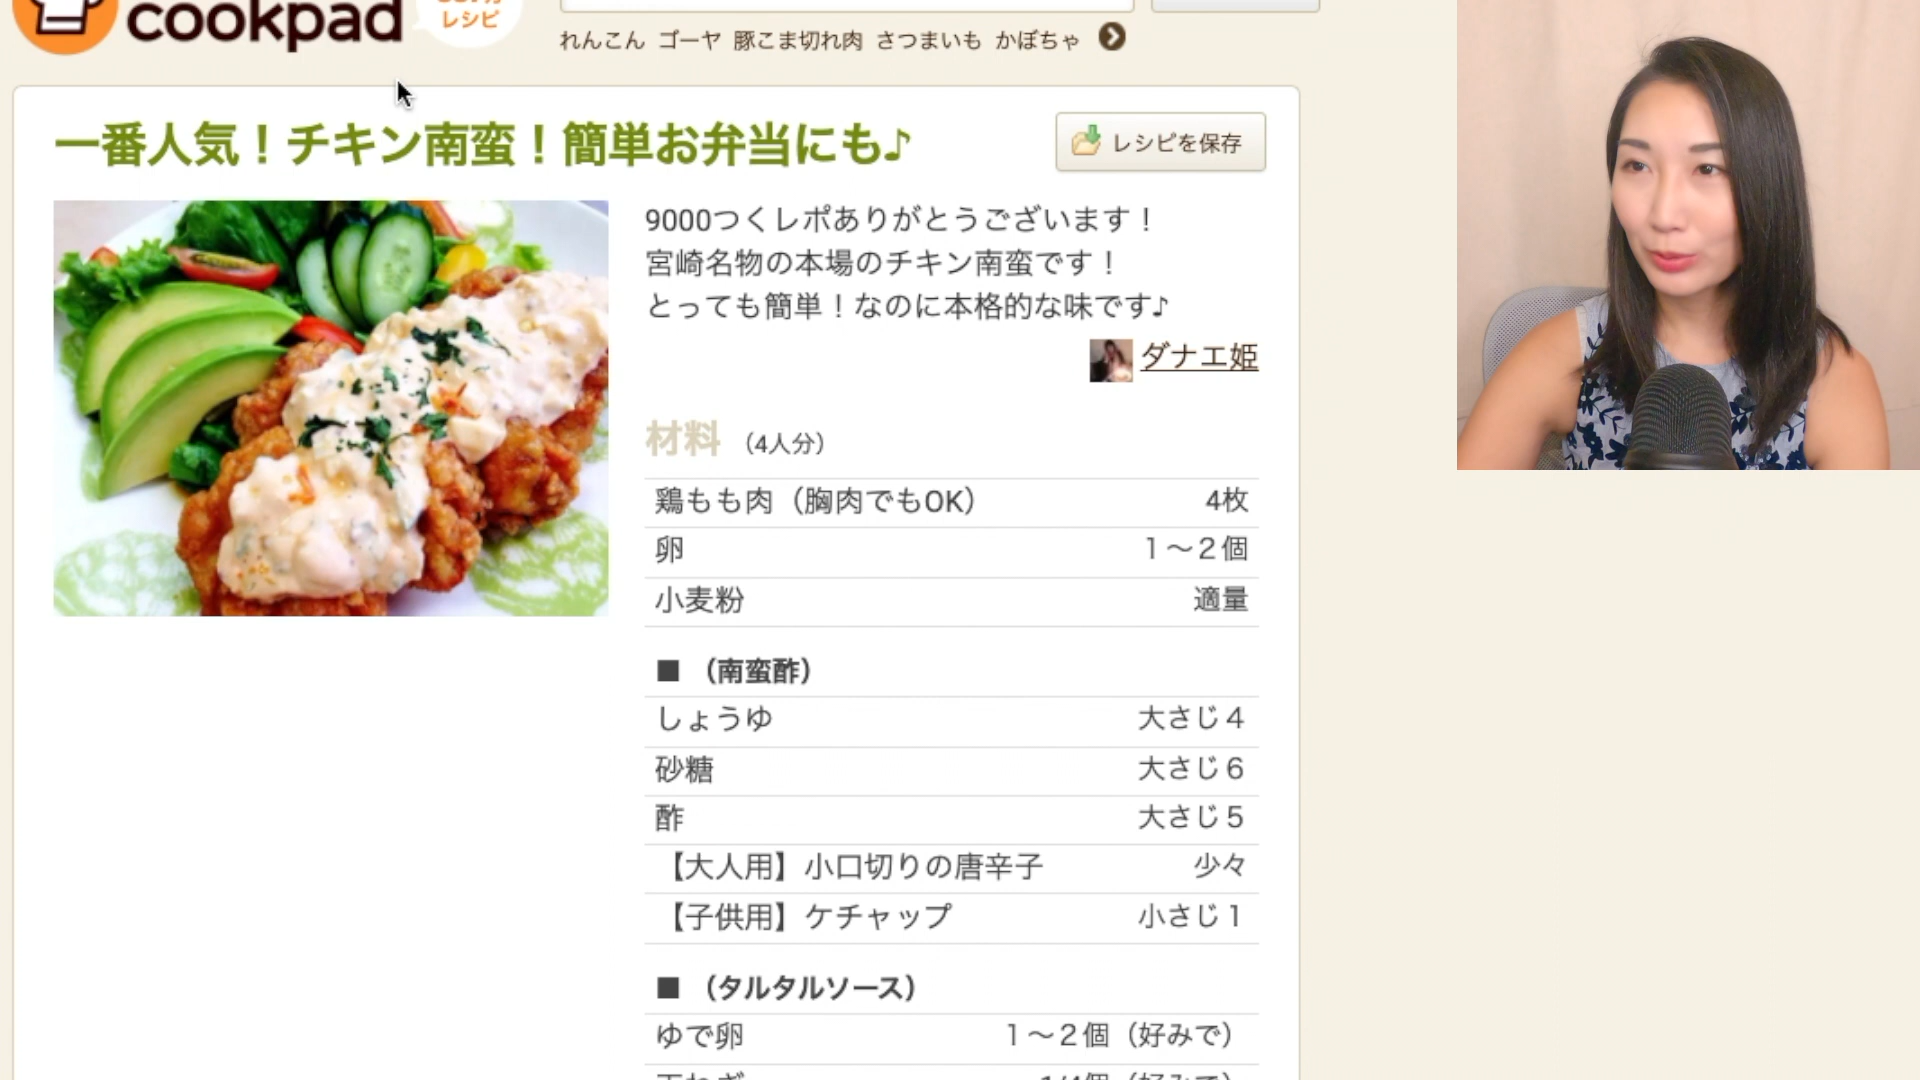 cookpad
レシピ
れんこん ゴーヤ 豚こま切れ肉 さつまいも かぼちゃ
一番人気！チキン南蛮！簡単お弁当にも♪
レシピを保存
9000つくレポありがとうございます！
宮崎名物の本場のチキン南蛮です！
とっても簡単！なのに本格的な味です♪
ダナエ姫
材料 （4人分）
鶏もも肉（胸肉でもOK） 4枚
卵 １〜２個
小麦粉 適量
■ （南蛮酢）
しょうゆ 大さじ４
砂糖 大さじ６
酢 大さじ５
【大人用】小口切りの唐辛子 少々
【子供用】ケチャップ 小さじ１
■ （タルタルソース）
ゆで卵 １〜２個（好みで）